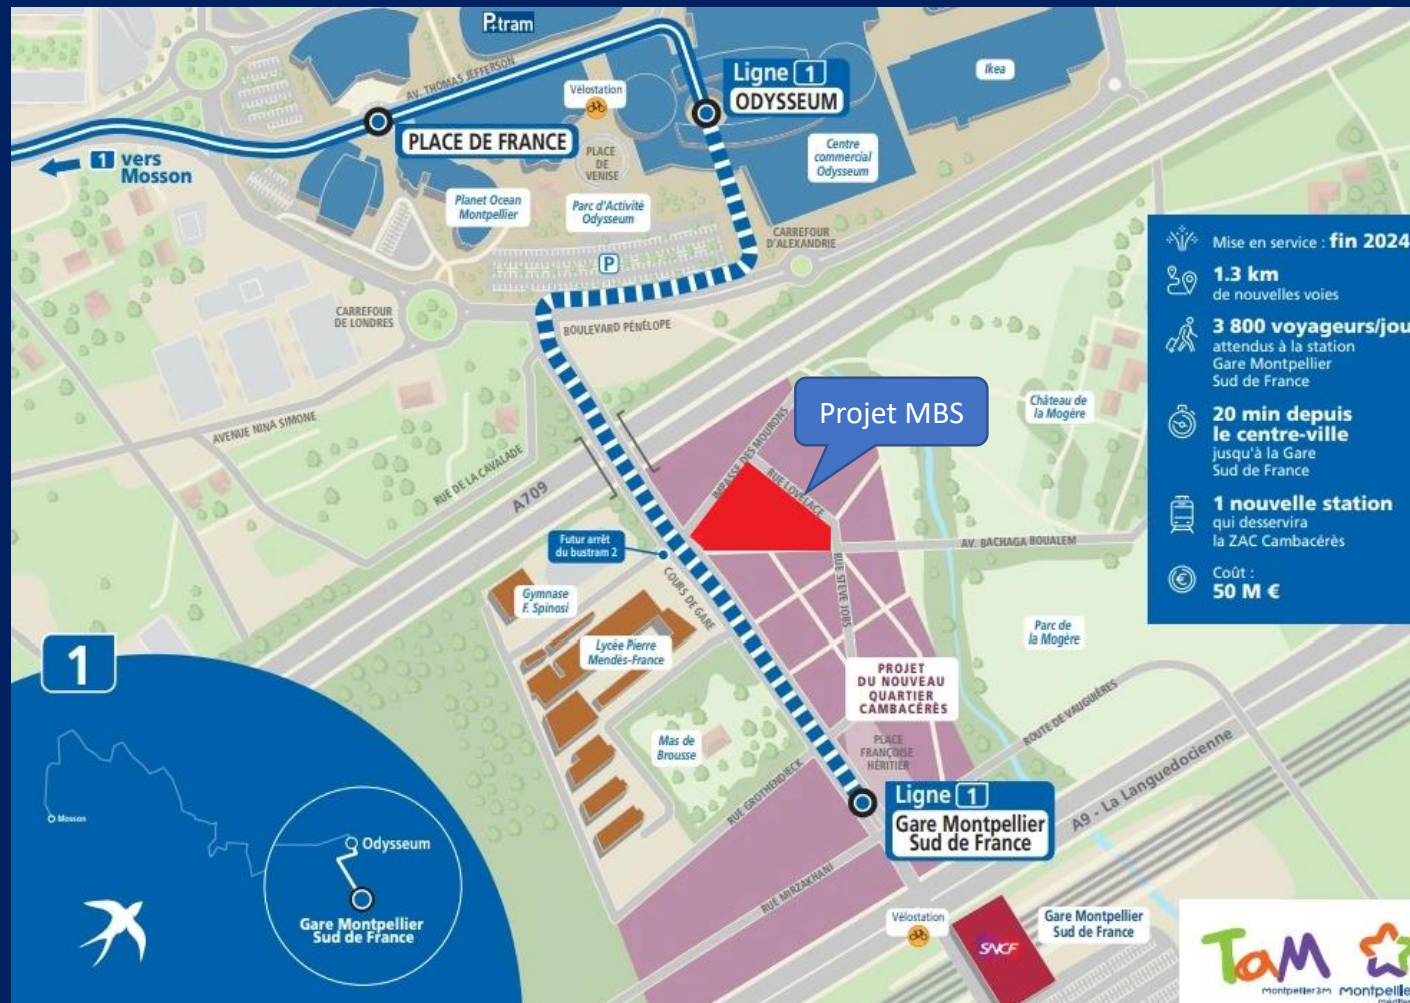 P+tram
AV. THOMAS JEFFERSON
Ligne 1
ODYSSEUM
Ikea
Vélostation
PLACE DE FRANCE
1 vers
Mosson
PLACE
DE
VENISE
Centre
commercial
Odysseum
Planet Ocean
Montpellier
Parc d'Activité
Odysseum
CARREFOUR
D'ALEXANDRIE
P
CARREFOUR
DE LONDRES
BOULEVARD PÉNÉLOPE
Mise en service : fin 2024
1.3 km
de nouvelles voies
3 800 voyageurs/jou
attendus à la station
Gare Montpellier
Sud de France
20 min depuis
le centre-ville
jusqu'à la Gare
Sud de France
1 nouvelle station
qui desservira
la ZAC Cambacérès
Coût :
50 M €
Projet MBS
Château de
la Mogère
AVENUE NINA SIMONE
RUE DE LA CAVALADE
A709
IMPASSE DES MOURONS
RUE LOVELACE
AV. BACHAGA BOUALEM
Futur arrêt
du bustram 2
COURS DE GARE
RUE STEVE JOBS
Gymnase
F. Spinosi
Lycée Pierre
Mendès-France
Parc de
la Mogère
PROJET
DU NOUVEAU
QUARTIER
CAMBACÉRÈS
ROUTE DE VAUGUIÈRES
Mas de
Brousse
PLACE
FRANÇOISE
HÉRITIER
RUE GROTHENDIECK
A9 - La Languedocienne
Ligne 1
Gare Montpellier
Sud de France
RUE MIRZAKHANI
1
Mosson
Odysseum
Gare Montpellier
Sud de France
Vélostation
SNCF
Gare Montpellier
Sud de France
TaM
montpellier3m
montpellie